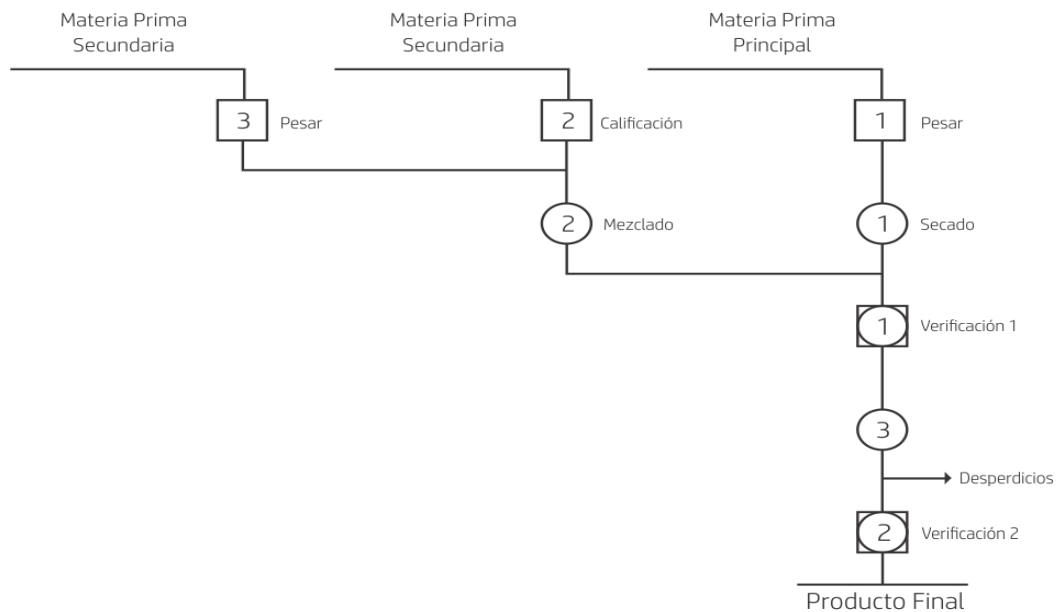 Materia Prima
Secundaria
Materia Prima
Secundaria
Materia Prima
Principal
3 Pesar
2 Calificación
1 Pesar
2 Mezclado
1 Secado
1 Verificación 1
3
Desperdicios
2 Verificación 2
Producto Final